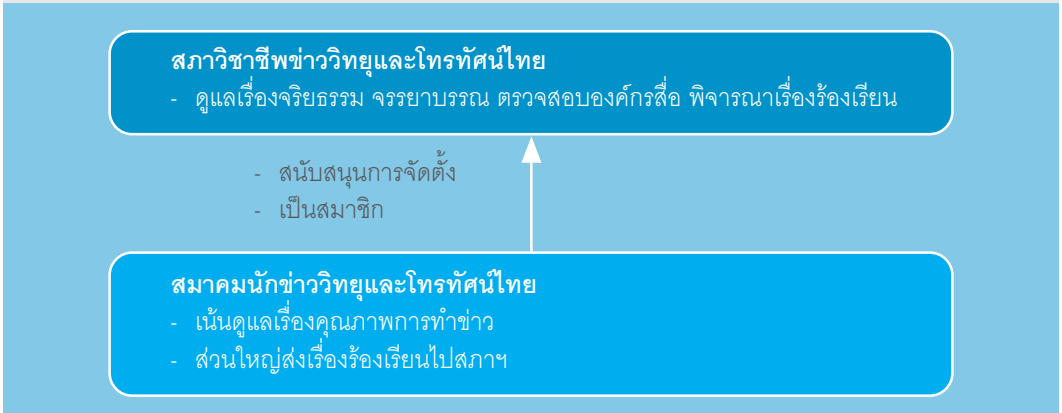 สภาวิชาชีพข่าววิทยุและโทรทัศน์ไทย
- ดูแลเรื่องจริยธรรม จรรยาบรรณ ตรวจสอบองค์กรสื่อ พิจารณาเรื่องร้องเรียน
- สนับสนุนการจัดตั้ง
- เป็นสมาชิก
สมาคมนักข่าววิทยุและโทรทัศน์ไทย
- เน้นดูแลเรื่องคุณภาพการทำข่าว
- ส่วนใหญ่ส่งเรื่องร้องเรียนไปสภาฯ